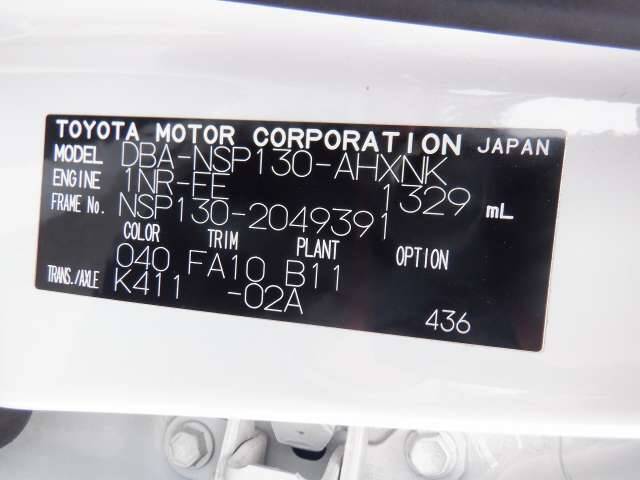 TOYOTA MOTOR CORPORATION JAPAN
MODEL DBA-NSP130-AHXNK
ENGINE 1NR-FE 1329 mL
FRAME No. NSP130-2049391
COLOR TRIM PLANT OPTION
040 FA10 B11
TRANS./AXLE K411 -02A
436